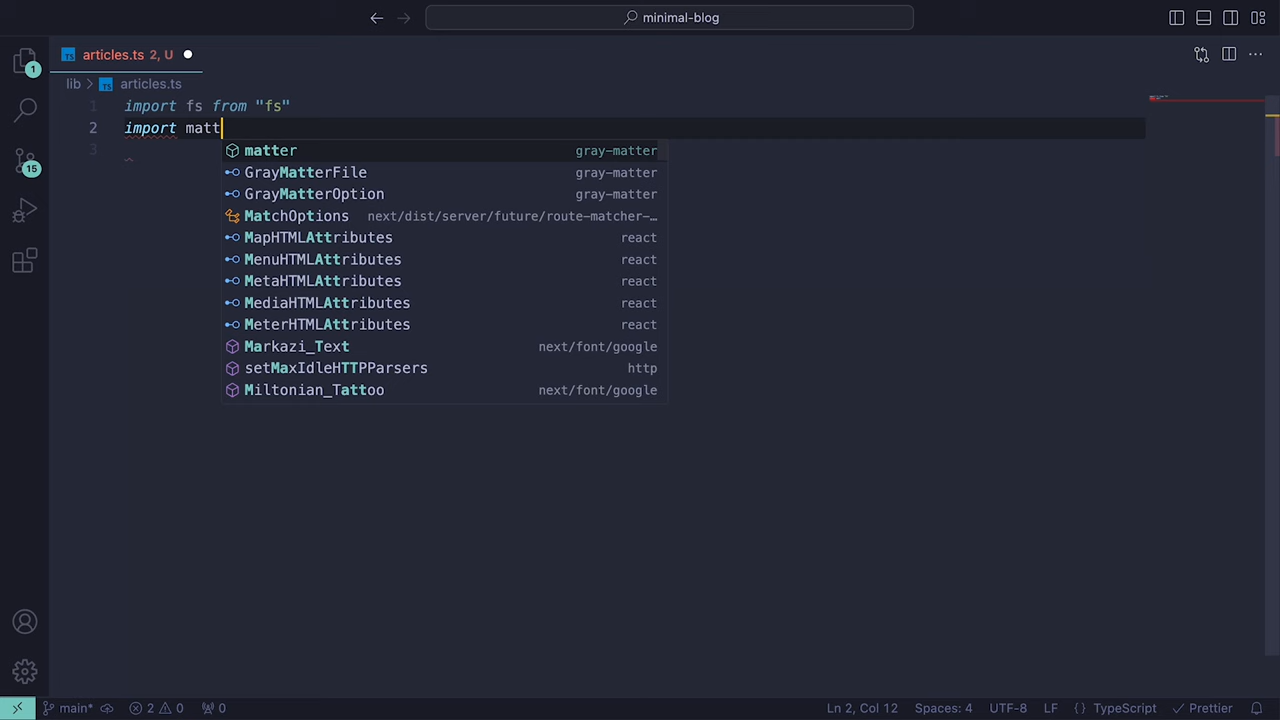 minimal-blog
articles.ts 2, U
lib articles.ts
1 import fs from "fs"
2 import matt
3
matter gray-matter
GrayMatterFile gray-matter
GrayMatterOption gray-matter
MatchOptions next/dist/server/future/route-matcher-…
MapHTMLAttributes react
MenuHTMLAttributes react
MetaHTMLAttributes react
MediaHTMLAttributes react
MeterHTMLAttributes react
Markazi_Text next/font/google
setMaxIdleHTTPParsers http
Miltonian_Tattoo next/font/google
1
15
main* 2 0 0 Ln 2, Col 12 Spaces: 4 UTF-8 LF {} TypeScript Prettier